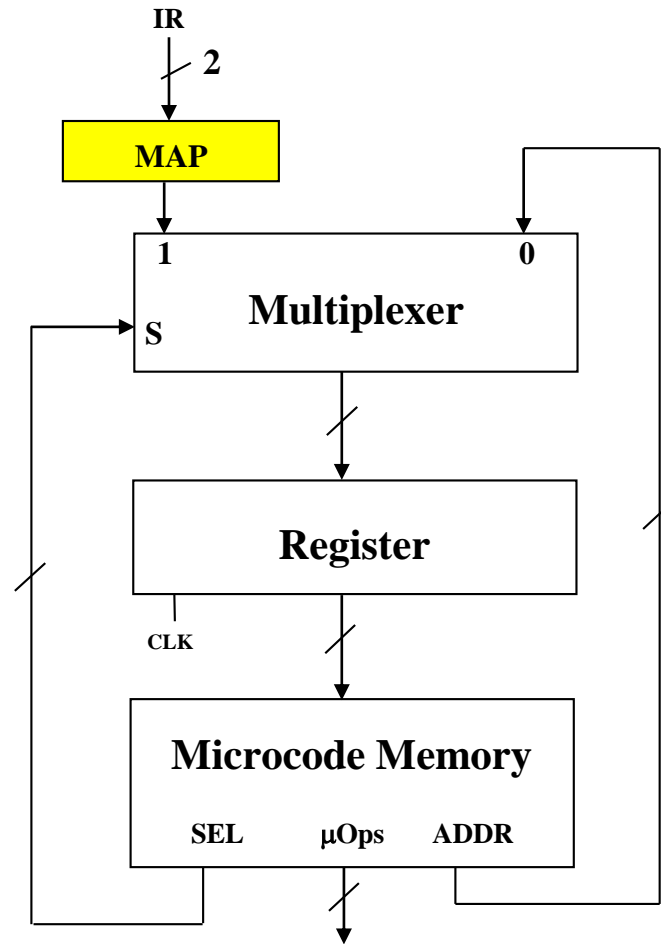 IR
2
MAP
1 0
Multiplexer
S
Register
CLK
Microcode Memory
SEL μOps ADDR